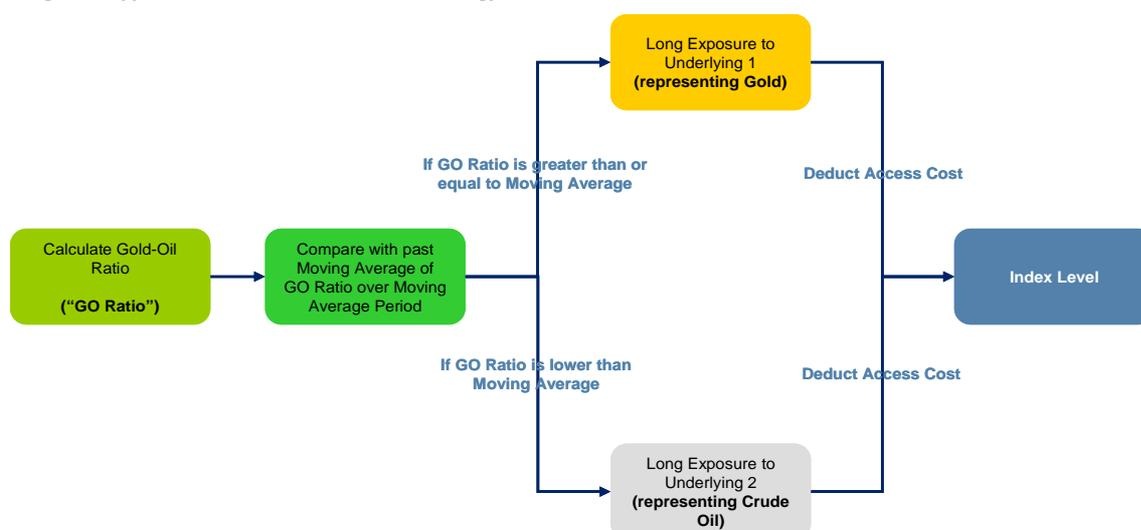 Long Exposure to
Underlying 1
(representing Gold)
If GO Ratio is greater than or
equal to Moving Average
Deduct Access Cost
Calculate Gold-Oil
Ratio
(“GO Ratio”)
Compare with past
Moving Average of
GO Ratio over Moving
Average Period
Index Level
If GO Ratio is lower than
Moving Average
Deduct Access Cost
Long Exposure to
Underlying 2
(representing Crude
Oil)